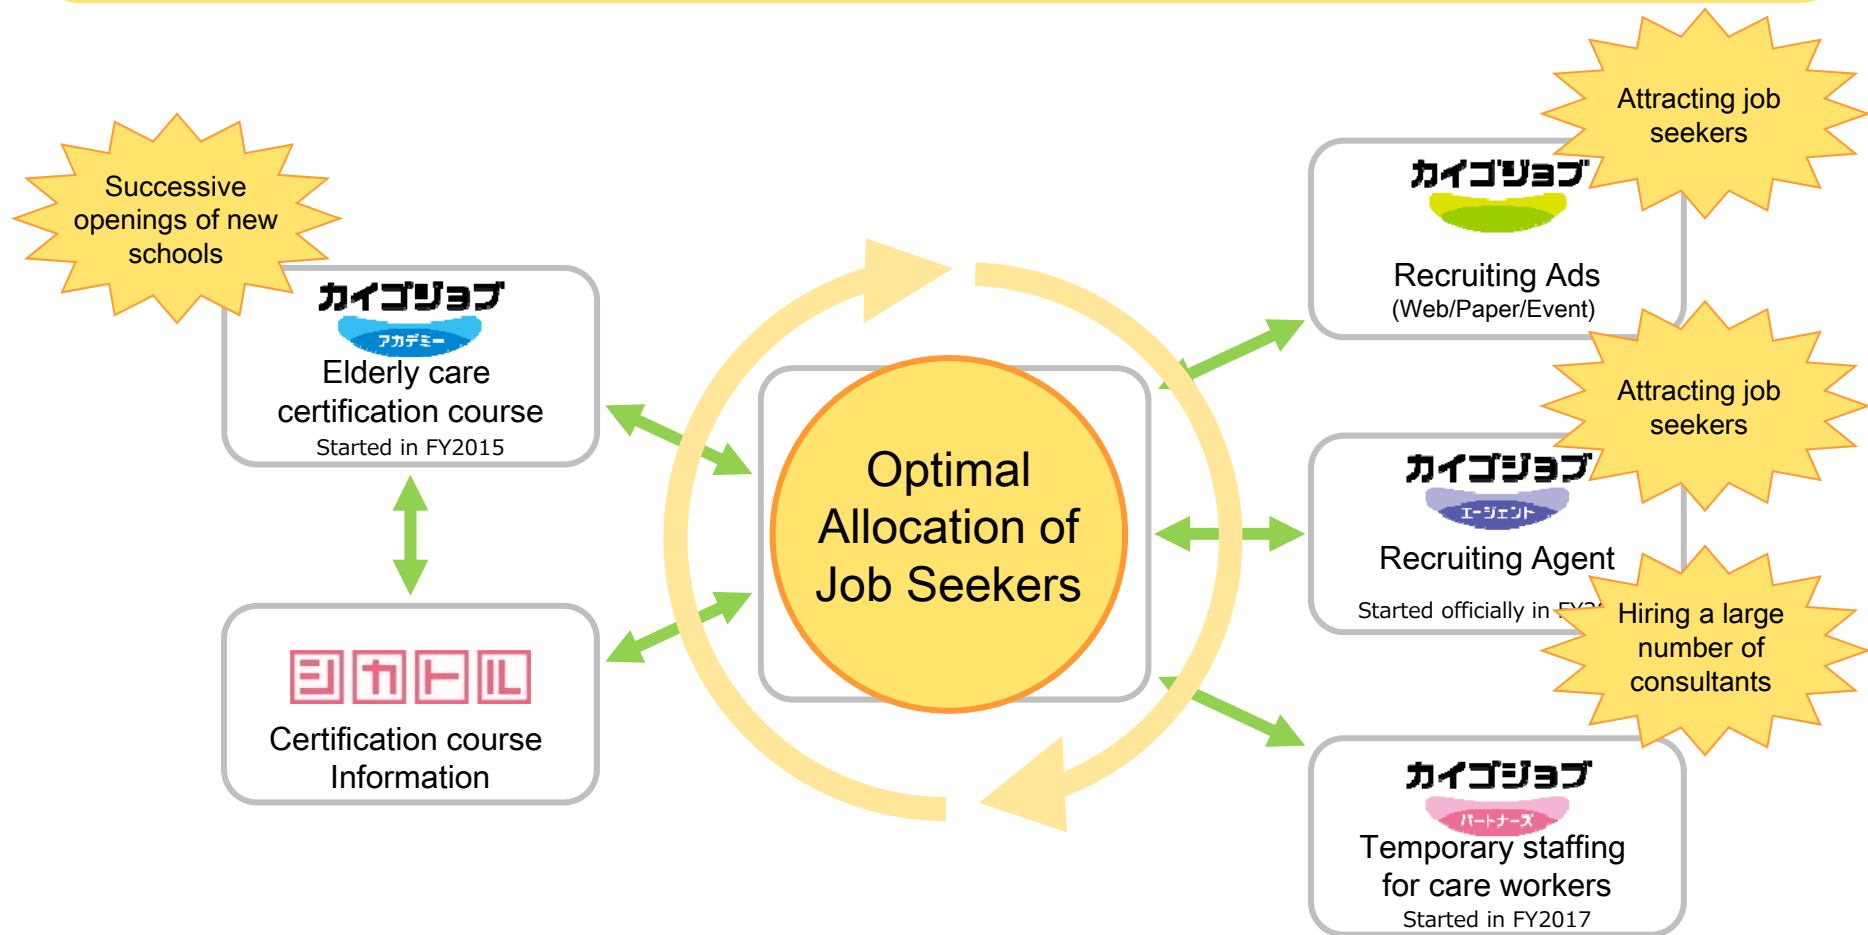 Attracting job
seekers
カイゴジョブ
Recruiting Ads
(Web/Paper/Event)
Successive
openings of new
schools
カイゴジョブ
アカデミー
Elderly care
certification course
Started in FY2015
Optimal
Allocation of
Job Seekers
Attracting job
seekers
カイゴジョブ
エージェント
Recruiting Agent
Started officially in
Hiring a large
number of
consultants
シカトル
Certification course
Information
カイゴジョブ
パートナーズ
Temporary staffing
for care workers
Started in FY2017